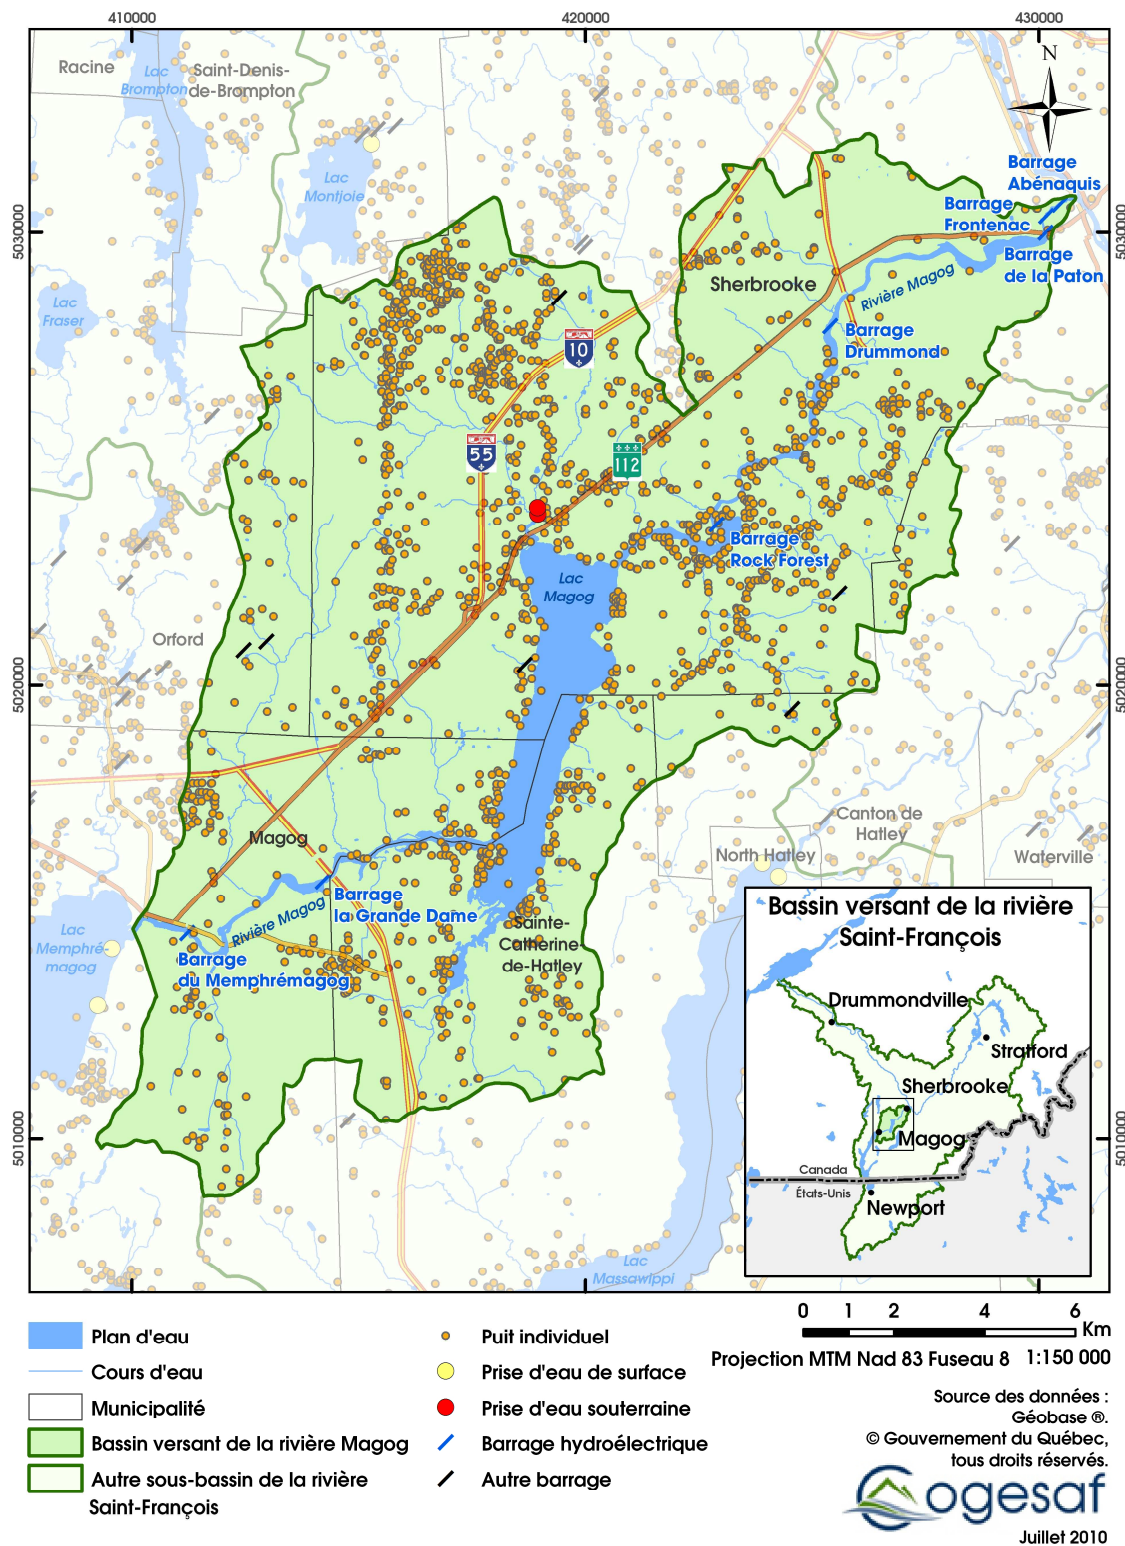 410000
420000
430000
5030000
5030000
5020000
5020000
5010000
5010000
N
Racine
Lac
Brompton
Saint-Denis-
de-Brompton
Lac
Montjoie
Lac
Fraser
Barrage
Abénaquis
Barrage
Frontenac
Barrage
de la Paton
Sherbrooke
Rivière Magog
Barrage
Drummond
10
55
112
Barrage
Rock Forest
Lac
Magog
Orford
Magog
Canton de
Hatley
North Hatley
Waterville
Barrage
la Grande Dame
Rivière Magog
Sainte-
Catherine-
de-Hatley
Lac
Memphré-
magog
Barrage
du Memphrémagog
Lac
Massawippi
Bassin versant de la rivière
Saint-François
Drummondville
Stratford
Sherbrooke
Magog
Canada
États-Unis
Newport
Plan d'eau
Cours d'eau
Municipalité
Bassin versant de la rivière Magog
Autre sous-bassin de la rivière
Saint-François
Puit individuel
Prise d'eau de surface
Prise d'eau souterraine
Barrage hydroélectrique
Autre barrage
0 1 2 4 6
Km
Projection MTM Nad 83 Fuseau 8 1:150 000
Source des données :
Géobase ®.
© Gouvernement du Québec,
tous droits réservés.
Cogesaf
Juillet 2010